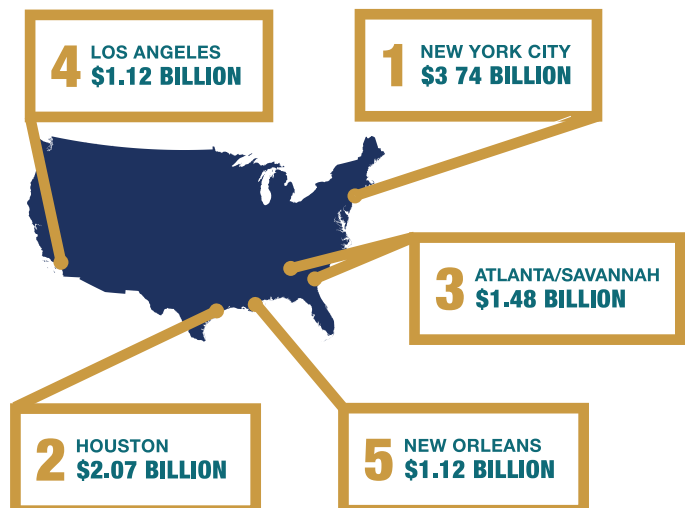 4
LOS ANGELES
$1.12 BILLION
1
NEW YORK CITY
$3 74 BILLION
3
ATLANTA/SAVANNAH
$1.48 BILLION
2
HOUSTON
$2.07 BILLION
5
NEW ORLEANS
$1.12 BILLION